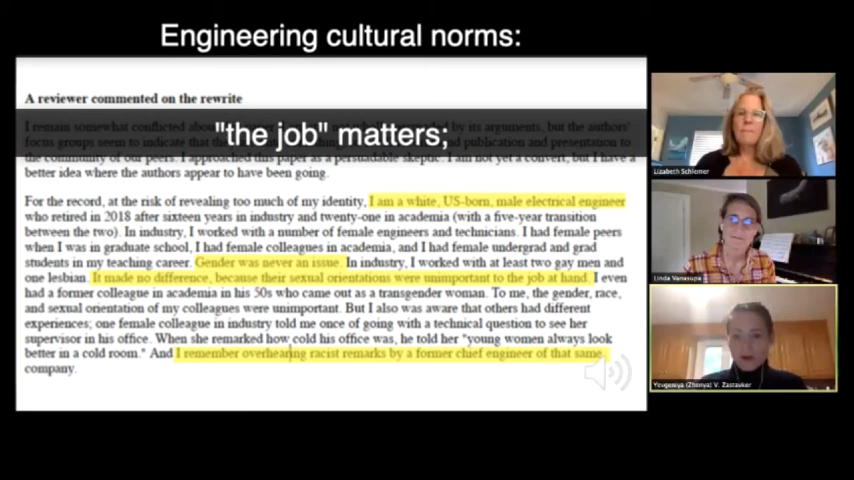 Engineering cultural norms:
A reviewer commented on the rewrite
"the job" matters;
I remain somewhat conflicted about by its arguments, but the authors'
focus groups seem to indicate that the and publication and presentation to
the community of our peers. I approached this paper as a persuadable skeptic. I am not yet a convert, but I have a
better idea where the authors appear to have been going.
For the record, at the risk of revealing too much of my identity, I am a white, US-born, male electrical engineer
who retired in 2018 after sixteen years in industry and twenty-one in academia (with a five-year transition
between the two). In industry, I worked with a number of female engineers and technicians. I had female peers
when I was in graduate school, I had female colleagues in academia, and I had female undergrad and grad
students in my teaching career. Gender was never an issue. In industry, I worked with at least two gay men and
one lesbian. It made no difference, because their sexual orientations were unimportant to the job at hand. I even
had a former colleague in academia in his 50s who came out as a transgender woman. To me, the gender, race,
and sexual orientation of my colleagues were unimportant. But I also was aware that others had different
experiences; one female colleague in industry told me once of going with a technical question to see her
supervisor in his office. When she remarked how cold his office was, he told her "young women always look
better in a cold room." And I remember overhearing racist remarks by a former chief engineer of that same
company.
Lizabeth Schlemer
Linda Vanasupa
Yevgeniya (Zhenya) V. Zastavker